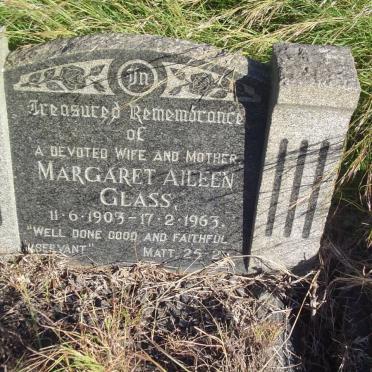 In
Treasured Remembrance
of
A DEVOTED WIFE AND MOTHER
MARGARET AILEEN
GLASS,
11-6-1903-17-2-1963.
"WELL DONE GOOD AND FAITHFUL
SERVANT" MATT. 25. 2